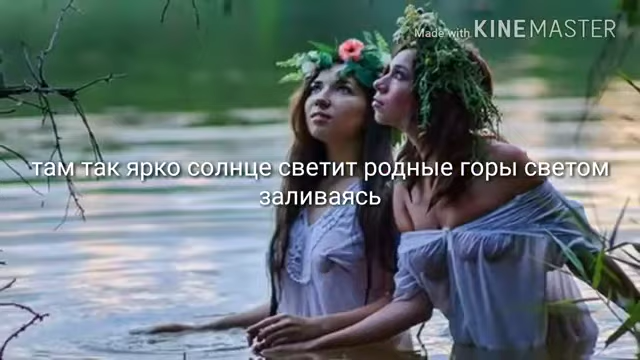 Made with KINEMASTER
там так ярко солнце светит родные горы светом
заливаясь